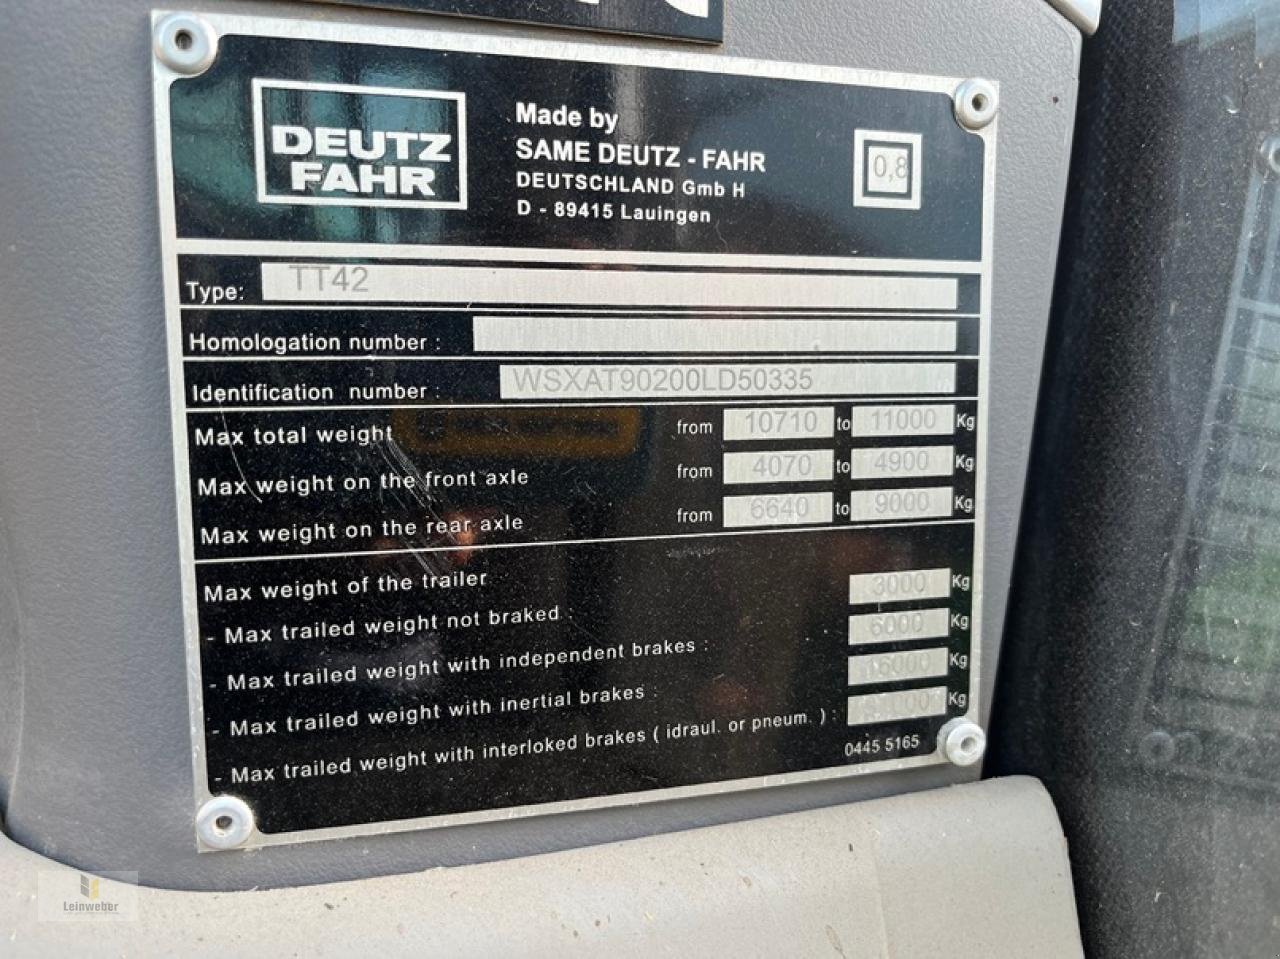 DEUTZ
FAHR
Made by
SAME DEUTZ - FAHR
DEUTSCHLAND Gmb H
D - 89415 Lauingen
0,8
Type: TT42
Homologation number :
Identification number : WSXAT90200LD50335
Max total weight from 10710 to 11000 Kg
Max weight on the front axle from 4070 to 4900 Kg
Max weight on the rear axle from 6640 to 9000 Kg
Max weight of the trailer
- Max trailed weight not braked : 3000 Kg
- Max trailed weight with independent brakes : 6000 Kg
- Max trailed weight with inertial brakes : Kg
- Max trailed weight with interloked brakes ( idraul. or pneum. ) : Kg
0445 5165
Leinweber